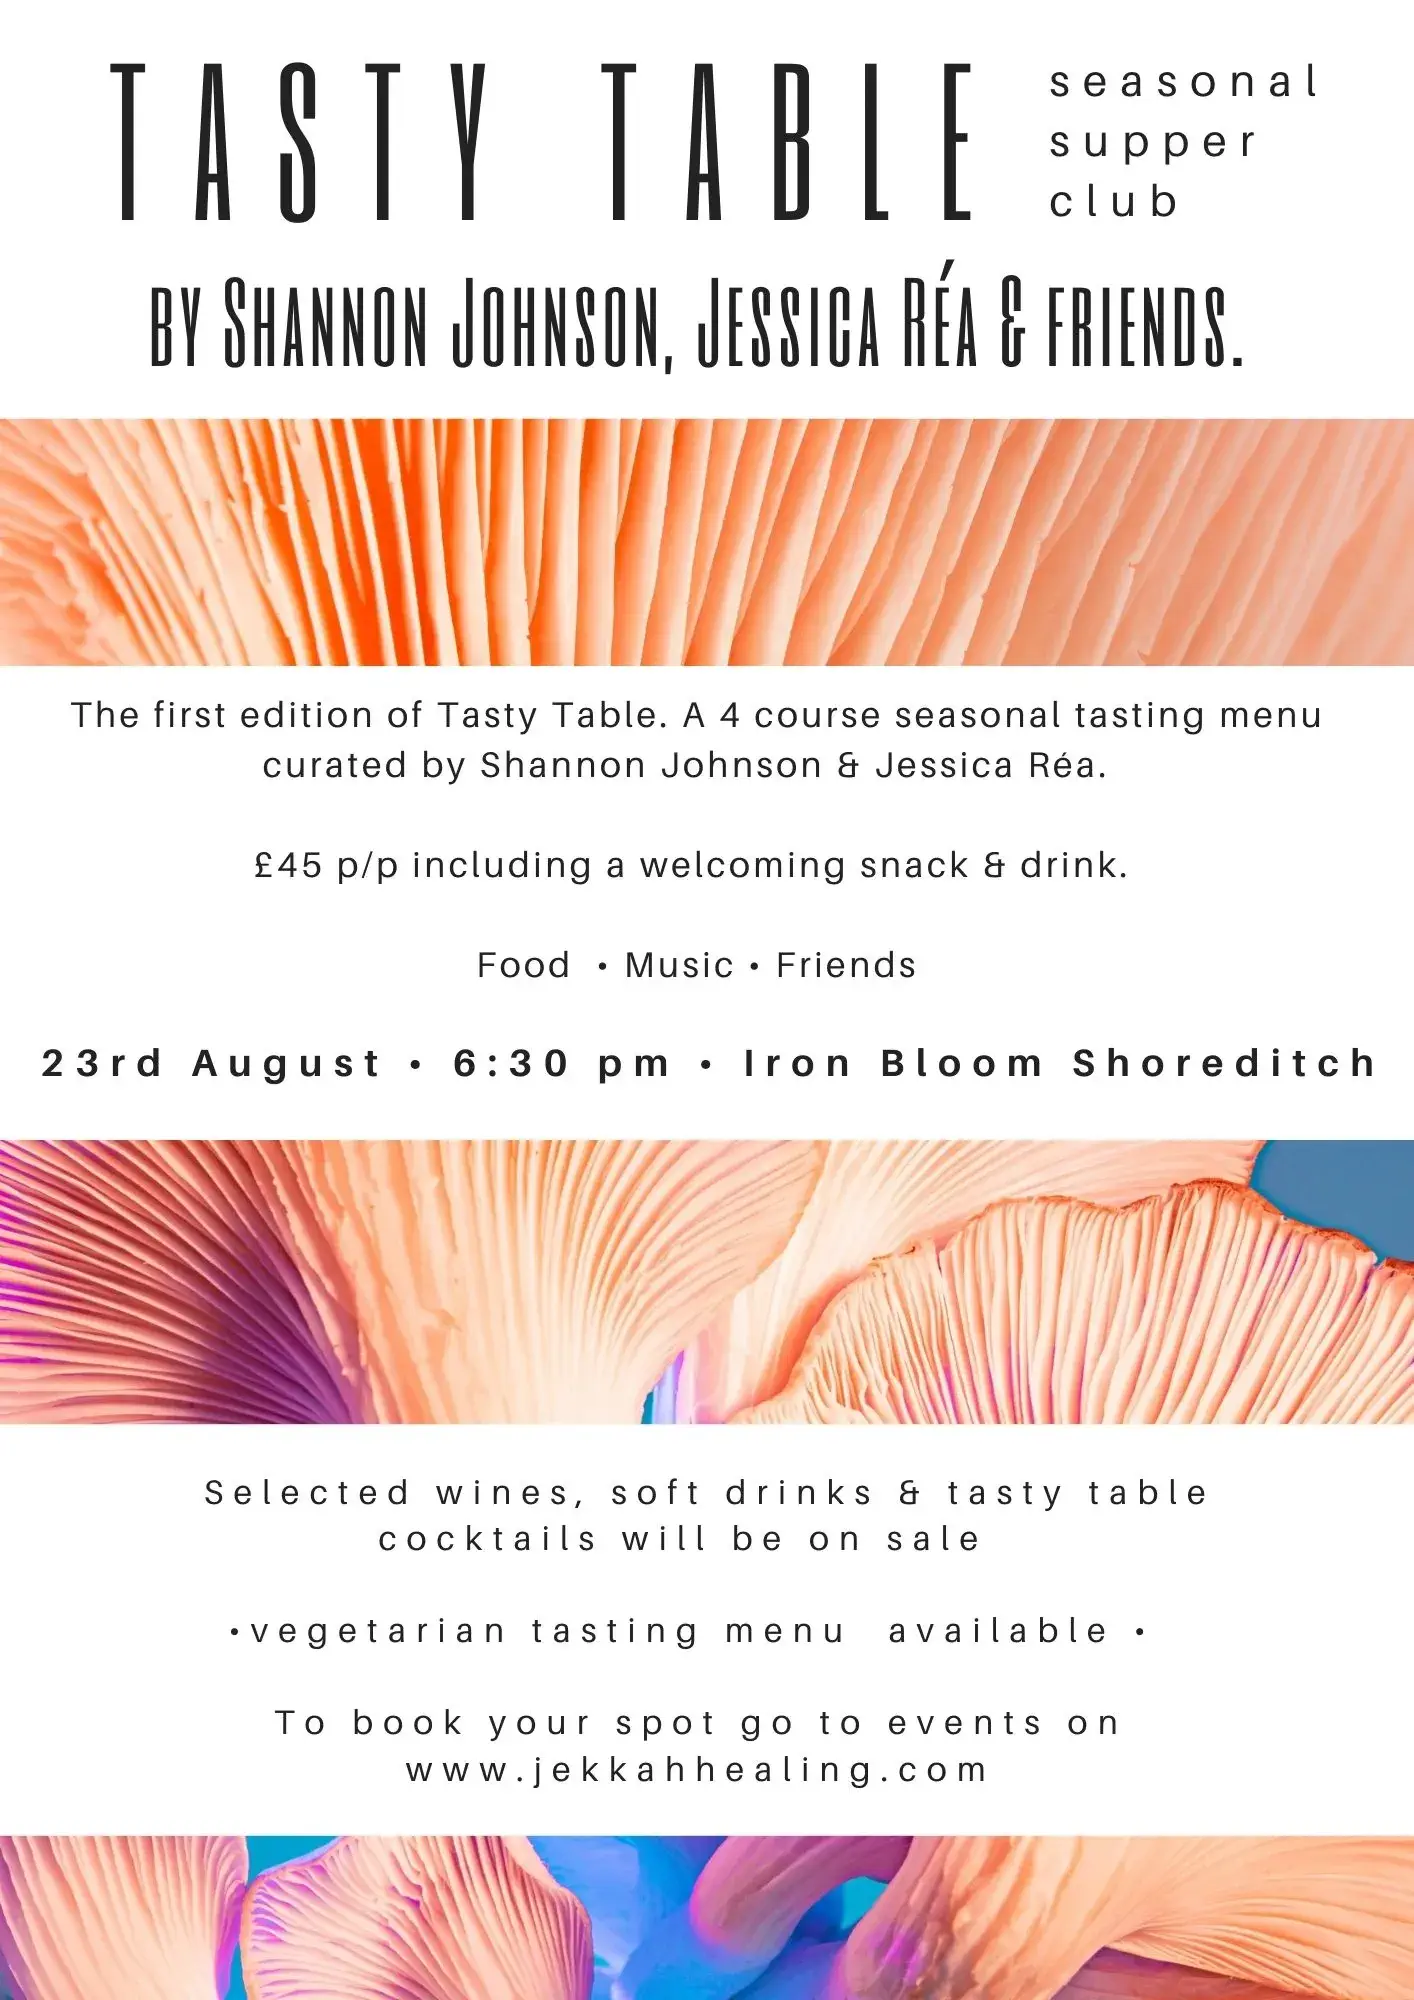 TASTY TABLE
seasonal
supper
club
BY SHANNON JOHNSON, JESSICA RÉA & FRIENDS.
The first edition of Tasty Table. A 4 course seasonal tasting menu
curated by Shannon Johnson & Jessica Réa.
£45 p/p including a welcoming snack & drink.
Food • Music • Friends
23rd August • 6:30 pm • Iron Bloom Shoreditch
Selected wines, soft drinks & tasty table
cocktails will be on sale
•vegetarian tasting menu available •
To book your spot go to events on
www.jekkahhealing.com